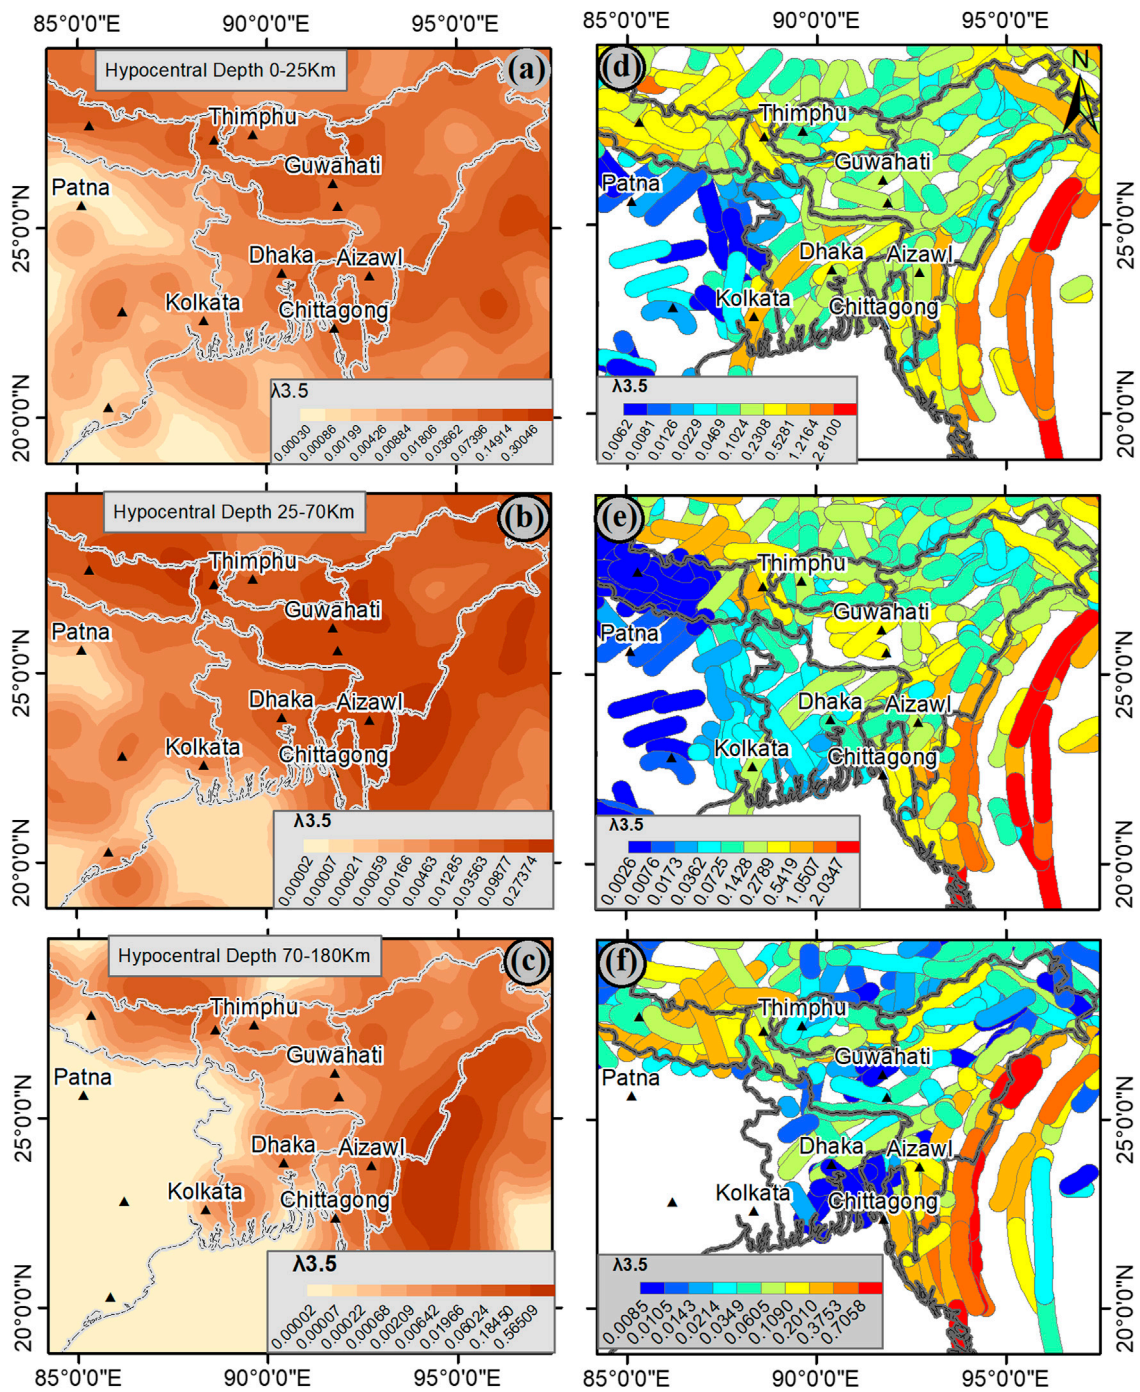 85°0'0"E 90°0'0"E 95°0'0"E 85°0'0"E 90°0'0"E 95°0'0"E
Hypocentral Depth 0-25Km
(a)
Thimphu
Guwahati
Patna
Dhaka
Aizawl
Kolkata
Chittagong
25°0'0"N
20°0'0"N
λ3.5
0.00030 0.00086 0.00199 0.00426 0.00884 0.01806 0.03662 0.07396 0.14914 0.30046
(d)
N
Thimphu
Guwahati
Patna
Dhaka
Aizawl
Kolkata
Chittagong
25°0'0"N
20°0'0"N
λ3.5
0.0062 0.0081 0.0126 0.0229 0.0469 0.1024 0.2308 0.5281 1.2164 2.8100
Hypocentral Depth 25-70Km
(b)
Thimphu
Guwahati
Patna
Dhaka
Aizawl
Kolkata
Chittagong
25°0'0"N
20°0'0"N
λ3.5
0.00002 0.00007 0.00021 0.00059 0.00166 0.00463 0.01285 0.03563 0.09877 0.27374
(e)
Thimphu
Guwahati
Patna
Dhaka
Aizawl
Kolkata
Chittagong
25°0'0"N
20°0'0"N
λ3.5
0.0026 0.0076 0.0173 0.0362 0.0725 0.1428 0.2789 0.5419 1.0507 2.0347
Hypocentral Depth 70-180Km
(c)
Thimphu
Guwahati
Patna
Dhaka
Aizawl
Kolkata
Chittagong
25°0'0"N
20°0'0"N
λ3.5
0.00002 0.00007 0.00022 0.00068 0.00209 0.00642 0.01966 0.06024 0.18450 0.56509
(f)
Thimphu
Guwahati
Patna
Dhaka
Aizawl
Kolkata
Chittagong
25°0'0"N
20°0'0"N
λ3.5
0.0085 0.0105 0.0143 0.0214 0.0349 0.0605 0.1090 0.2010 0.3753 0.7058
85°0'0"E 90°0'0"E 95°0'0"E 85°0'0"E 90°0'0"E 95°0'0"E